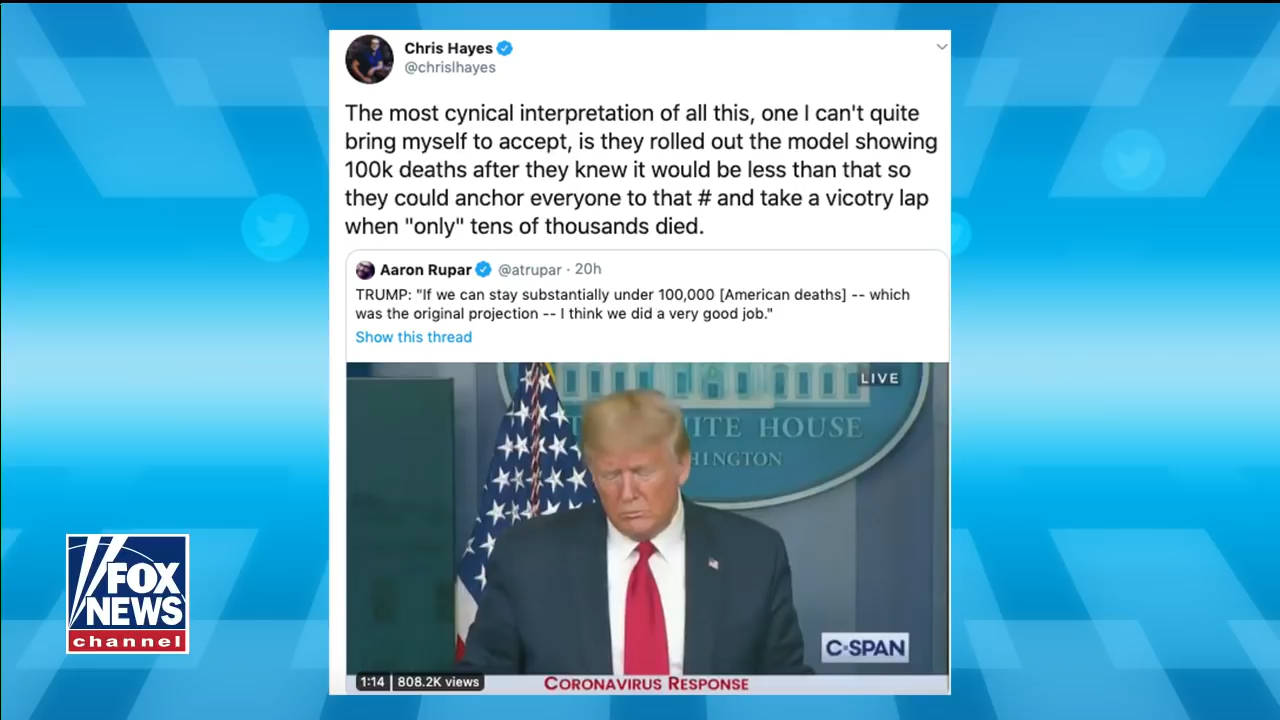 Chris Hayes
@chrislhayes
The most cynical interpretation of all this, one I can't quite
bring myself to accept, is they rolled out the model showing
100k deaths after they knew it would be less than that so
they could anchor everyone to that # and take a vicotry lap
when "only" tens of thousands died.
Aaron Rupar @atrupar · 20h
TRUMP: "If we can stay substantially under 100,000 [American deaths] -- which
was the original projection -- I think we did a very good job."
Show this thread
LIVE
ITE HOUSE
HINGTON
C-SPAN
1:14 808.2K views
CORONAVIRUS RESPONSE
FOX
NEWS
channel